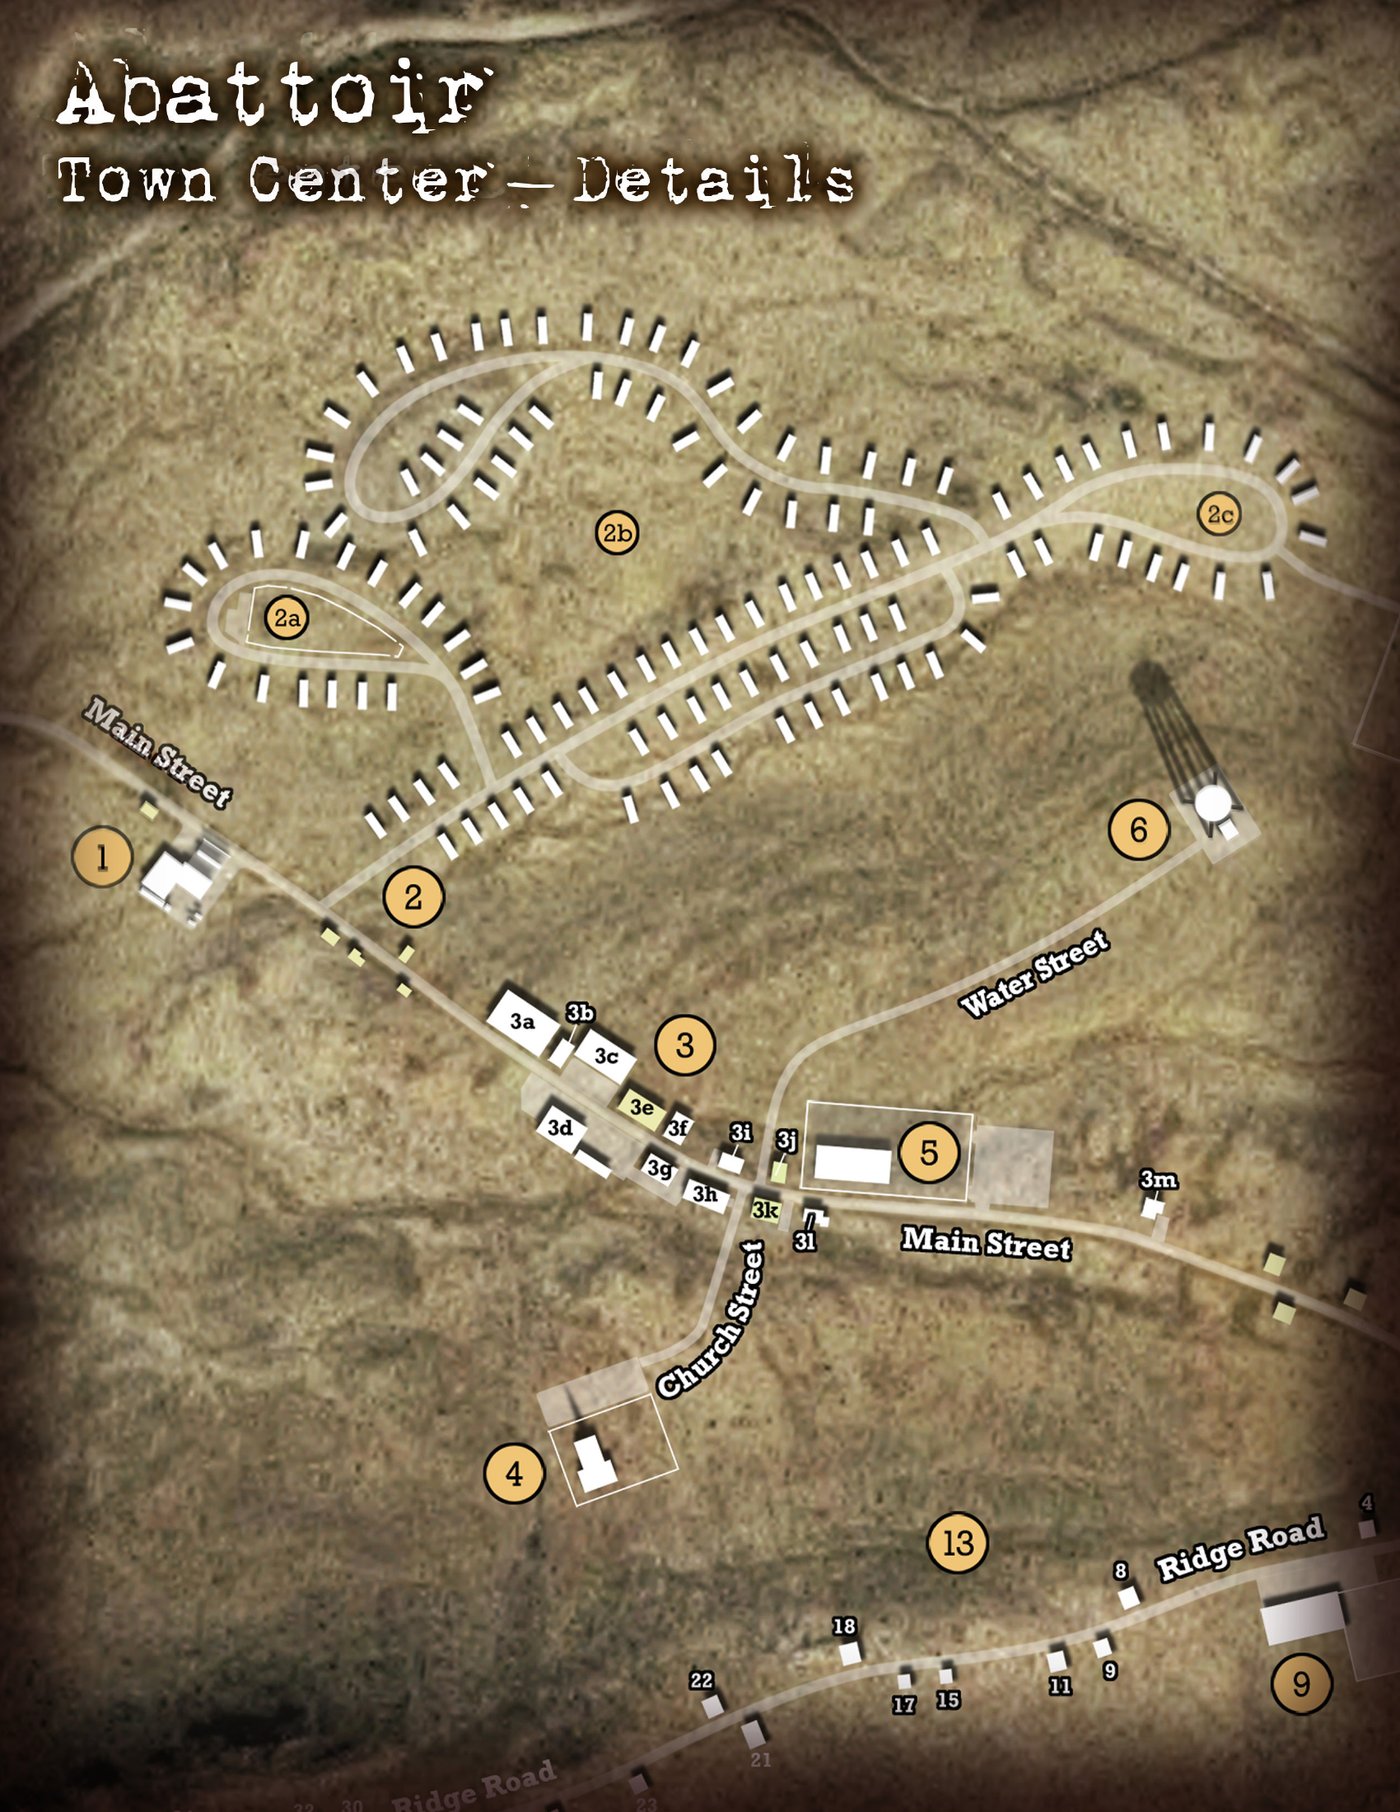 Abattoir
Town Center – Details
2b
2c
2a
Main Street
1
2
6
Water Street
3a
3b
3c
3
3e
3f
3d
3g
3h
3i
3j
5
3k
3l
3m
Main Street
Church Street
4
13
Ridge Road
4
8
9
11
15
17
18
9
22
21
Ridge Road
23
30